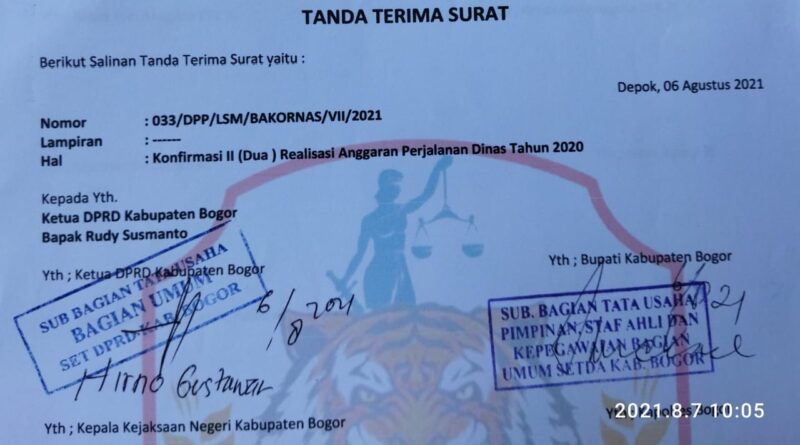 TANDA TERIMA SURAT
Berikut Salinan Tanda Terima Surat yaitu :
Depok, 06 Agustus 2021
Nomor : 033/DPP/LSM/BAKORNAS/VII/2021
Lampiran : ------
Hal : Konfirmasi II (Dua ) Realisasi Anggaran Perjalanan Dinas Tahun 2020
Kepada Yth.
Ketua DPRD Kabupaten Bogor
Bapak Rudy Susmanto
Yth ; Ketua DPRD Kabupaten Bogor
Yth ; Bupati Kabupaten Bogor
SUB BAGIAN TATA USAHA
BAGIAN UMUM
SET DPRD KAB. BOGOR
6/8 2021
SUB. BAGIAN TATA USAHA
PIMPINAN, STAF AHLI DAN
KEPEGAWAIAN BAGIAN
UMUM SETDA KAB. BOGOR
2021.8.7 10:05
Yth ; Kepala Kejaksaan Negeri Kabupaten Bogor